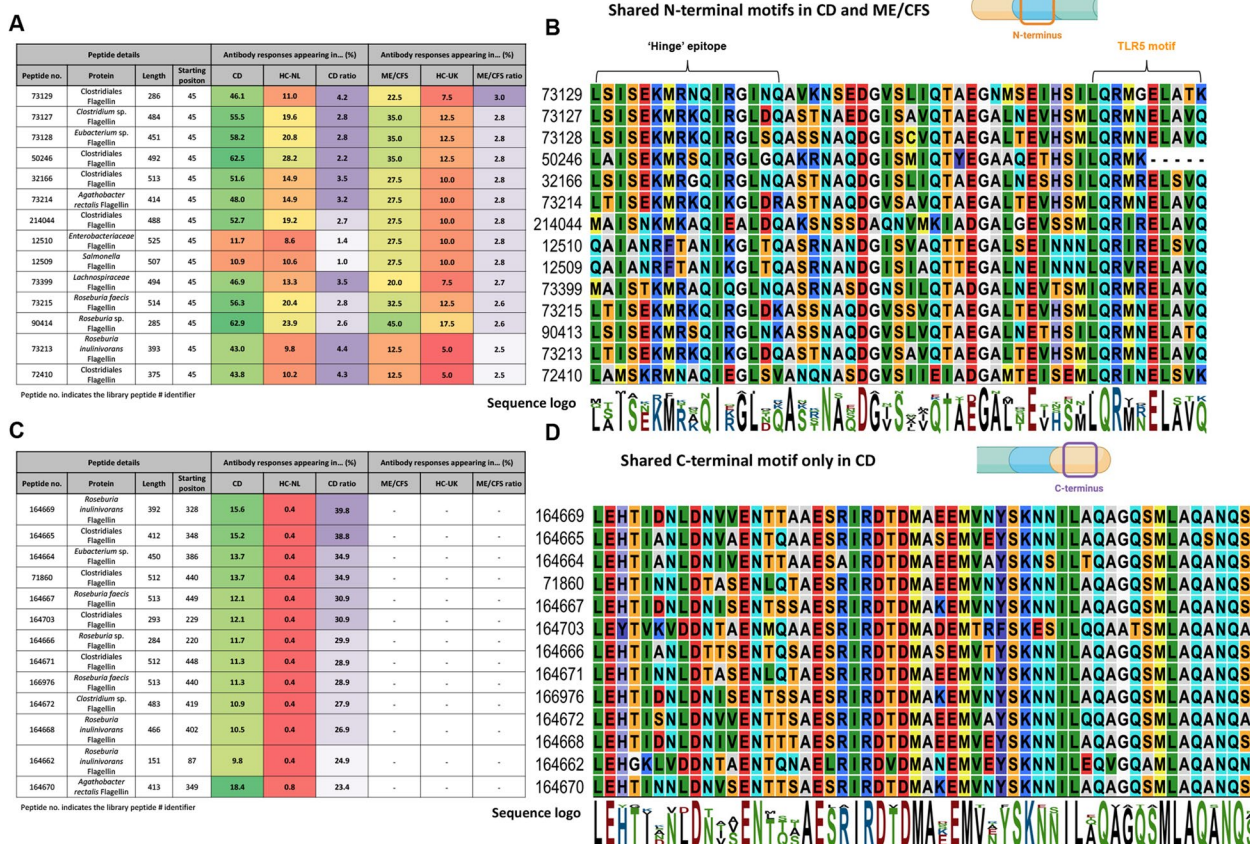 A
Peptide details Antibody responses appearing in... (%) Antibody responses appearing in... (%)
Peptide no. Protein Length Starting positon CD HC-NL CD ratio ME/CFS HC-UK ME/CFS ratio
73129 Clostridiales Flagellin 286 45 46.1 11.0 4.2 22.5 7.5 3.0
73127 Clostridium sp. Flagellin 484 45 55.5 19.6 2.8 35.0 12.5 2.8
73128 Eubacterium sp. Flagellin 451 45 58.2 20.8 2.8 35.0 12.5 2.8
50246 Clostridiales Flagellin 492 45 62.5 28.2 2.2 35.0 12.5 2.8
32166 Clostridiales Flagellin 513 45 51.6 14.9 3.5 27.5 10.0 2.8
73214 Agathobacter rectalis Flagellin 414 45 48.0 14.9 3.2 27.5 10.0 2.8
214044 Clostridiales Flagellin 488 45 52.7 19.2 2.7 27.5 10.0 2.8
12510 Enterobacteriaceae Flagellin 525 45 11.7 8.6 1.4 27.5 10.0 2.8
12509 Salmonella Flagellin 507 45 10.9 10.6 1.0 27.5 10.0 2.8
73399 Lachnospiraceae Flagellin 494 45 46.9 13.3 3.5 20.0 7.5 2.7
73215 Roseburia faecis Flagellin 514 45 56.3 20.4 2.8 32.5 12.5 2.6
90414 Roseburia sp. Flagellin 285 45 62.9 23.9 2.6 45.0 17.5 2.6
73213 Roseburia inulinivorans Flagellin 393 45 43.0 9.8 4.4 12.5 5.0 2.5
72410 Clostridiales Flagellin 375 45 43.8 10.2 4.3 12.5 5.0 2.5
Peptide no. indicates the library peptide # identifier
B
Shared N-terminal motifs in CD and ME/CFS
N-terminus
'Hinge' epitope
TLR5 motif
73129 LSISEKMRNQIRGINQAVKNSEDGVSLIQTAEGNMSEIHSILQRMGELATK
73127 LSISEKMRKQIRGLDQASTNAEDGISAVQTAEGALNEVHSMLQRMNELAVQ
73128 LSISEKMRKQIRGLSQASSNAQDGISCVQTAEGALTEVHSMLQRMNELAVQ
50246 LAISEKMRSQIRGLGQAKRNAQDGISMIQTYEGAAQETHSILQRMK-----
32166 LSISEKMRGQIRGLNQASTNAQDGISLIQTAEGALNESHSILQRMRELSVQ
73214 LTISEKMRKQIRGLDRASTNAQDGVSAVQTAEGALTEVHSMLQRMNELAVQ
214044 MAISNKMKAQIEALDQAKSNSSDAQNVMKIADGALGEVSSMLQRIRELAVQ
12510 QAIANRFTANIKGLTQASRNANDGISVAQTTEGALSEINNNLQRIRELSVQ
12509 QAIANRFTANIKGLTQASRNANDGISIAQTTEGALNEINNNLQRVRELAVQ
73399 MAISTKMRAQIRGLNQASRNASDGNSILQTADGALNETQSMLQRMRELAVQ
73215 LTISEKMRKQIRGLDKASSNAQDGVSSVQTAEGALTEVHSMLQRMNELAVQ
90413 LSISEKMRSQIRGLNKASSNAQDGVSVIQTAEGALNETHSILQRMNELATQ
73213 LTISEKMRKQIRGLDQASTNASDGVSAVQTAEGALTEVHSMLQRMNELAVQ
72410 LAMSKRMRNQIEGLSVANQNASDGVSIIEIADGAMTEISEMLQRINELSVK
Sequence logo
C
Peptide details Antibody responses appearing in... (%) Antibody responses appearing in... (%)
Peptide no. Protein Length Starting positon CD HC-NL CD ratio ME/CFS HC-UK ME/CFS ratio
164669 Roseburia inulinivorans Flagellin 392 328 15.6 0.4 39.8 - - -
164665 Clostridiales Flagellin 412 348 15.2 0.4 38.8 - - -
164664 Eubacterium sp. Flagellin 450 386 13.7 0.4 34.9 - - -
71860 Clostridiales Flagellin 512 440 13.7 0.4 34.9 - - -
164667 Roseburia faecis Flagellin 513 449 12.1 0.4 30.9 - - -
164703 Clostridiales Flagellin 293 229 12.1 0.4 30.9 - - -
164666 Roseburia sp. Flagellin 284 220 11.7 0.4 29.9 - - -
164671 Clostridiales Flagellin 512 448 11.3 0.4 28.9 - - -
166976 Roseburia faecis Flagellin 513 440 11.3 0.4 28.9 - - -
164672 Clostridium sp. Flagellin 483 419 10.9 0.4 27.9 - - -
164668 Roseburia inulinivorans Flagellin 466 402 10.5 0.4 26.9 - - -
164662 Roseburia inulinivorans Flagellin 151 87 9.8 0.4 24.9 - - -
164670 Agathobacter rectalis Flagellin 413 349 18.4 0.8 23.4 - - -
Peptide no. indicates the library peptide # identifier
D
Shared C-terminal motif only in CD
C-terminus
164669 LEHTIDNLDNVVENTTAAESRIRDTDMAEEMVNYSKNNILAQAGQSMLAQANQS
164665 LEHTIANLDNVAENTQAAESRIRDTDMASEMVEYSKNNILAQAGQSMLAQSNQS
164664 LEHTIANLDNIVENTTAAESAIRDTDMAEEMVAYSKNSILTQAGQSMLAQANQS
71860 LEHTINNLDTASENLQTAESRIRDTDMAEEMVNYSKNNILAQAGQSMLAQANQS
164667 LEHTIDNLDNISENTSSAESRIRDTDMAKEMVNYSKNNILAQAGQSMLAQANQS
164703 LEYTVKVDDNTAENMQAAESRIRDTDMADEMTRFSKESILQQAATSMLAQANQA
164666 LEHTIANLDTTSENTQSAESRIRDTDMASEMVTYSKNNILAQAGQSMLAQANQS
164671 LEHTINNLDTASENLQTAESRIRDTDMAEEMVNYSKNNILAQAGQSMLAQANQS
166976 LEHTIDNLDNISENTSSAESRIRDTDMAKEMVNYSKNNILAQAGQSMLAQANQS
164672 LEHTISNLDNVVENTTSAESRIRDTDMAEEMVAYSKNNILQQAGQSMLAQANQA
164668 LEHTIDNLDNIVENTTTAESRIRDTDMAEEMVEYSKNNILAQAGQSMLAQANQS
164662 LEHGKLVDDNTAENTQNAELRIRDVDMANEMVNYSKNNILEQVGQAMLAQANQN
164670 LEHTIDNLDNVSENTTSAESRIRDTDMATEMVNYSKNNILAQAGQSMLAQANQS
Sequence logo